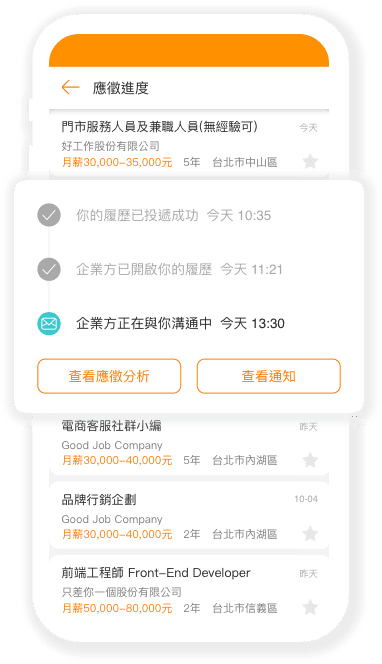 應徵進度
門市服務人員及兼職人員(無經驗可) 今天
好工作股份有限公司
月薪30,000-35,000元 5年 台北市中山區
你的履歷已投遞成功 今天 10:35
企業方已開啟你的履歷 今天 11:21
企業方正在與你溝通中 今天 13:30
查看應徵分析 查看通知
電商客服社群小編 昨天
Good Job Company
月薪30,000-40,000元 5年 台北市內湖區
品牌行銷企劃 10-04
Good Job Company
月薪30,000-40,000元 2年 台北市內湖區
前端工程師 Front-End Developer 昨天
只差你一個股份有限公司
月薪50,000-80,000元 2年 台北市信義區